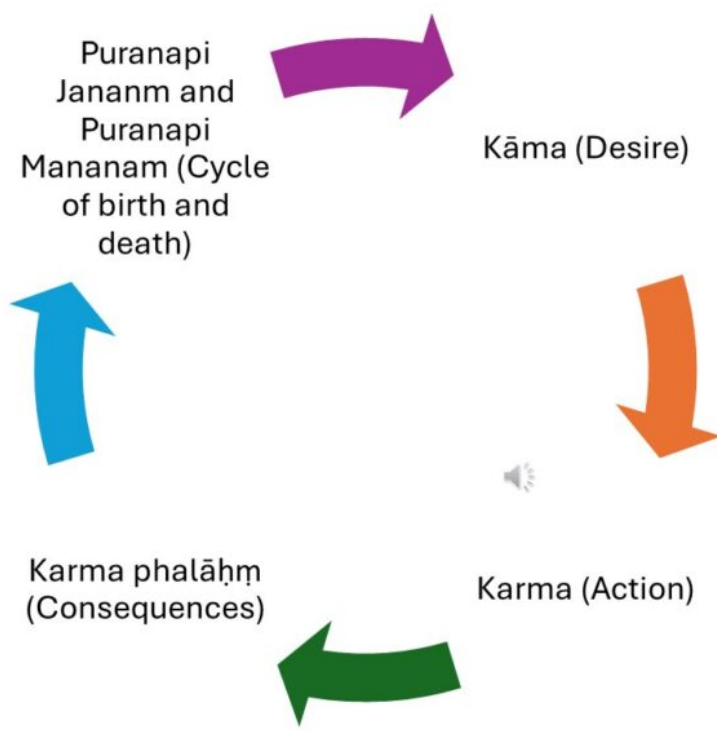 Puranapi
Jananm and
Puranapi
Mananam (Cycle
of birth and
death)
Kāma (Desire)
Karma (Action)
Karma phalāḥṃ
(Consequences)